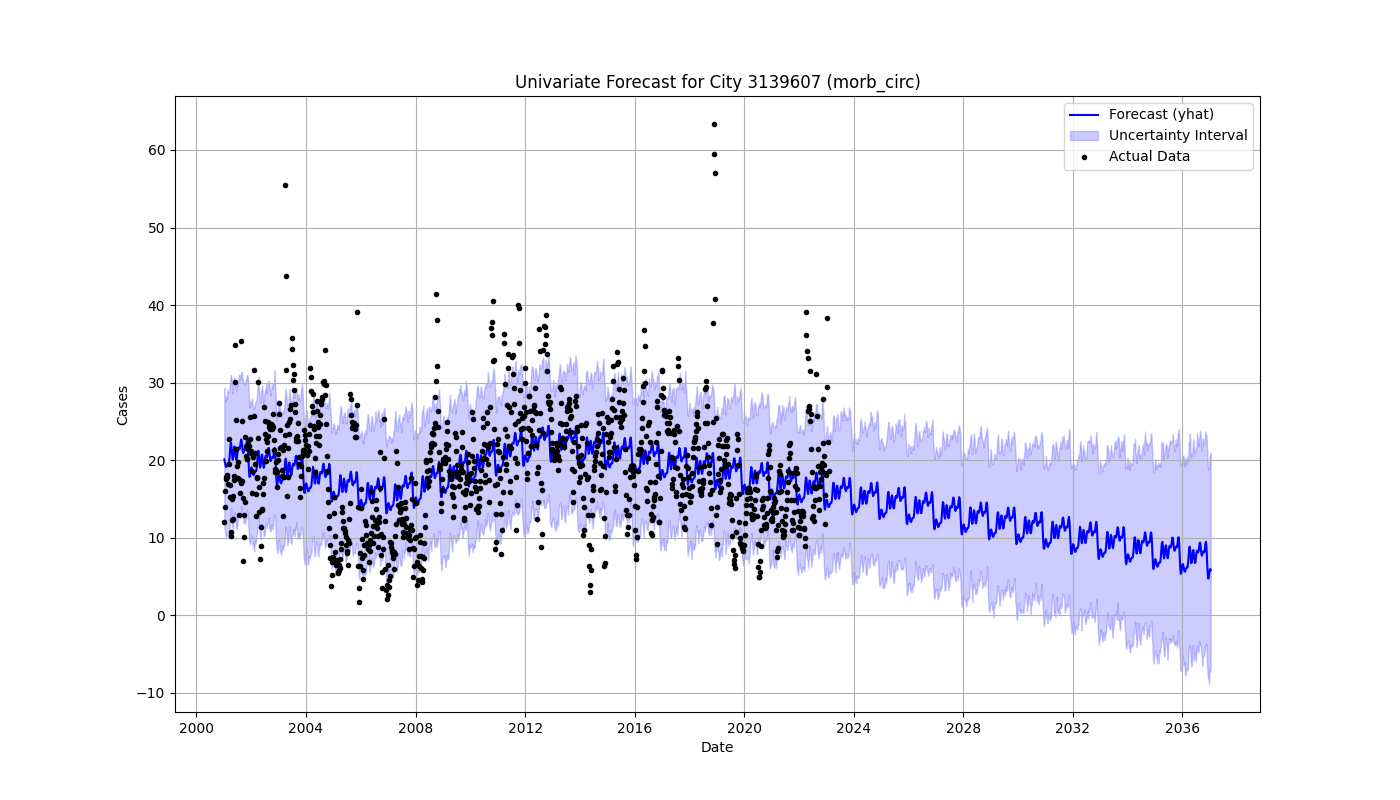 Univariate Forecast for City 3139607 (morb_circ)
Forecast (yhat)
Uncertainty Interval
Actual Data
60
50
40
30
20
10
0
−10
Cases
2000 2004 2008 2012 2016 2020 2024 2028 2032 2036
Date